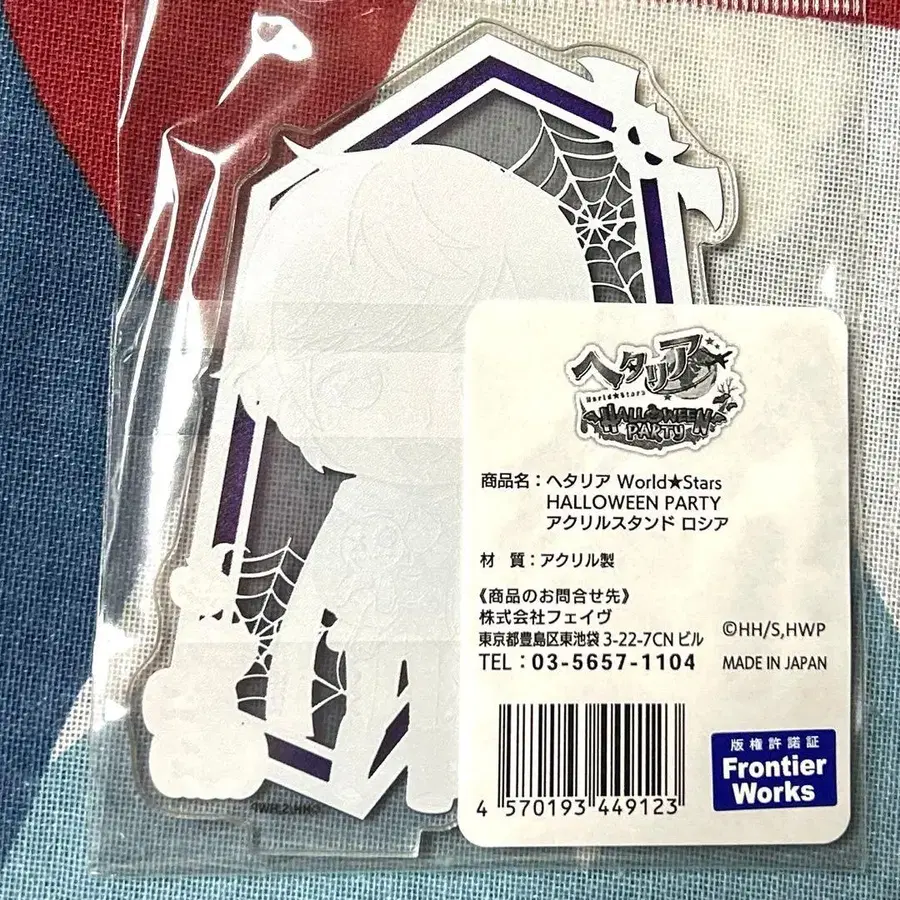 ヘタリア
World★Stars
HALLOWEEN
PARTY
商品名：ヘタリア World★Stars
HALLOWEEN PARTY
アクリルスタンド ロシア
材 質：アクリル製
《商品のお問合せ先》
株式会社フェイヴ
東京都豊島区東池袋 3-22-7CN ビル
TEL：03-5657-1104
©HH/S,HWP
MADE IN JAPAN
4 570193 449123
版権許諾証
Frontier
Works
©HH/S,HWP